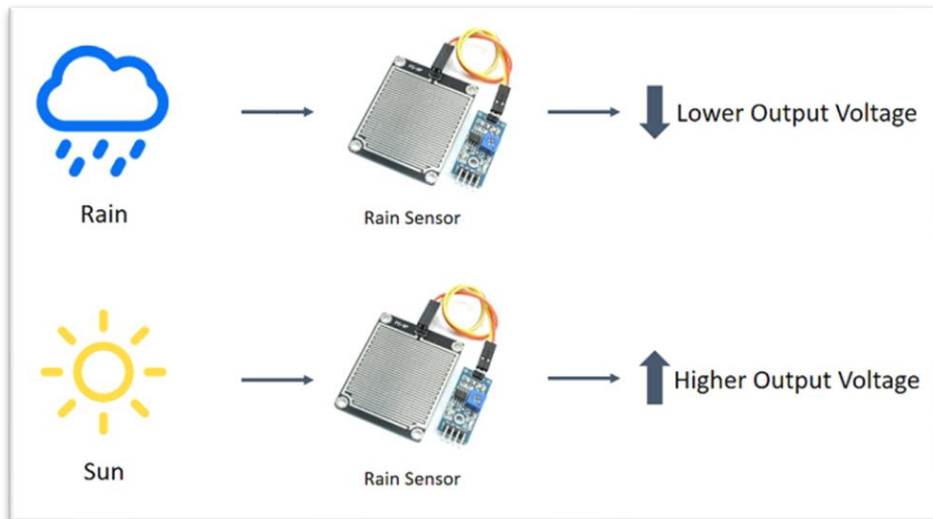 Lower Output Voltage
Rain
Rain Sensor
Higher Output Voltage
Sun
Rain Sensor